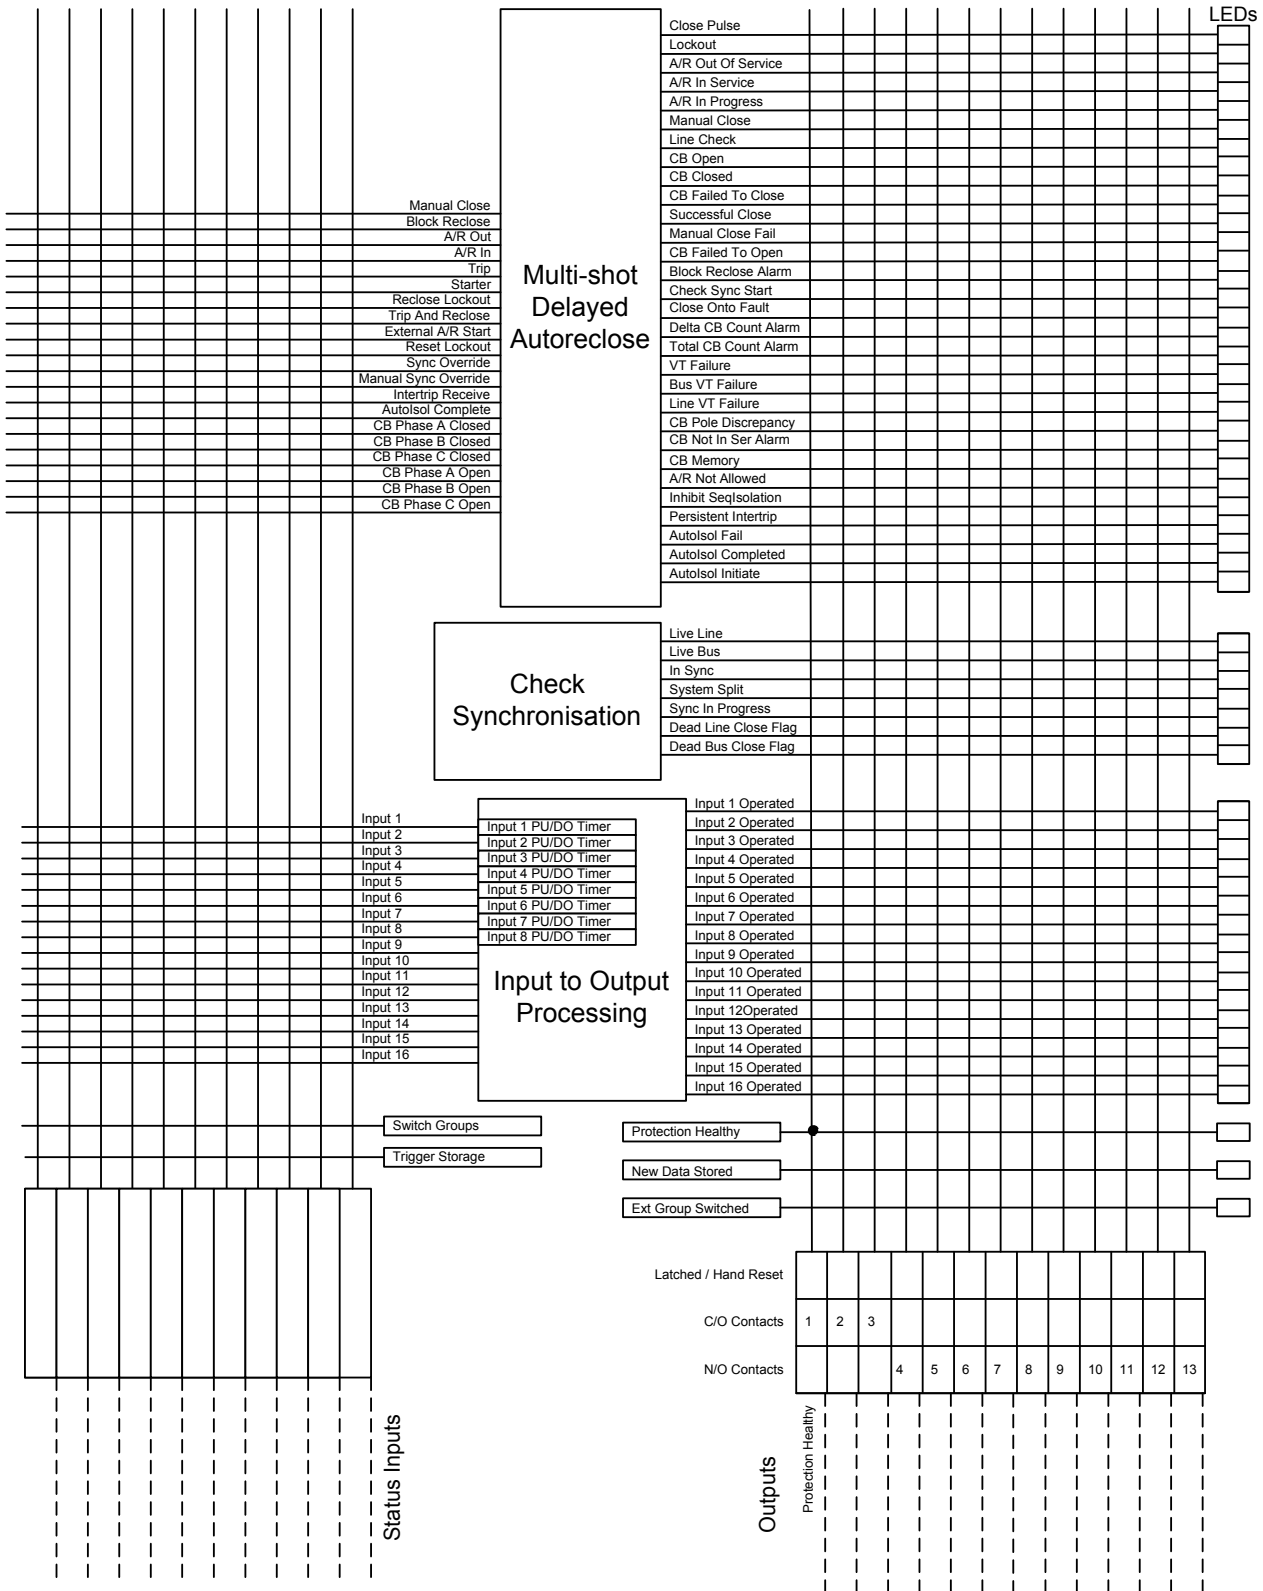 LEDs
Close Pulse
Lockout
A/R Out Of Service
A/R In Service
A/R In Progress
Manual Close
Line Check
CB Open
CB Closed
CB Failed To Close
Successful Close
Manual Close Fail
CB Failed To Open
Block Reclose Alarm
Check Sync Start
Close Onto Fault
Delta CB Count Alarm
Total CB Count Alarm
VT Failure
Bus VT Failure
Line VT Failure
CB Pole Discrepancy
CB Not In Ser Alarm
CB Memory
A/R Not Allowed
Inhibit SeqIsolation
Persistent Intertrip
AutoIsol Fail
AutoIsol Completed
AutoIsol Initiate
Manual Close
Block Reclose
A/R Out
A/R In
Trip
Starter
Reclose Lockout
Trip And Reclose
External A/R Start
Reset Lockout
Sync Override
Manual Sync Override
Intertrip Receive
AutoIsol Complete
CB Phase A Closed
CB Phase B Closed
CB Phase C Closed
CB Phase A Open
CB Phase B Open
CB Phase C Open
Multi-shot
Delayed
Autoreclose
Check
Synchronisation
Live Line
Live Bus
In Sync
System Split
Sync In Progress
Dead Line Close Flag
Dead Bus Close Flag
Input 1
Input 2
Input 3
Input 4
Input 5
Input 6
Input 7
Input 8
Input 9
Input 10
Input 11
Input 12
Input 13
Input 14
Input 15
Input 16
Input 1 PU/DO Timer
Input 2 PU/DO Timer
Input 3 PU/DO Timer
Input 4 PU/DO Timer
Input 5 PU/DO Timer
Input 6 PU/DO Timer
Input 7 PU/DO Timer
Input 8 PU/DO Timer
Input to Output
Processing
Input 1 Operated
Input 2 Operated
Input 3 Operated
Input 4 Operated
Input 5 Operated
Input 6 Operated
Input 7 Operated
Input 8 Operated
Input 9 Operated
Input 10 Operated
Input 11 Operated
Input 12Operated
Input 13 Operated
Input 14 Operated
Input 15 Operated
Input 16 Operated
Switch Groups
Trigger Storage
Protection Healthy
New Data Stored
Ext Group Switched
Latched / Hand Reset
C/O Contacts 1 2 3
N/O Contacts 4 5 6 7 8 9 10 11 12 13
Status Inputs
Outputs
Protection Healthy